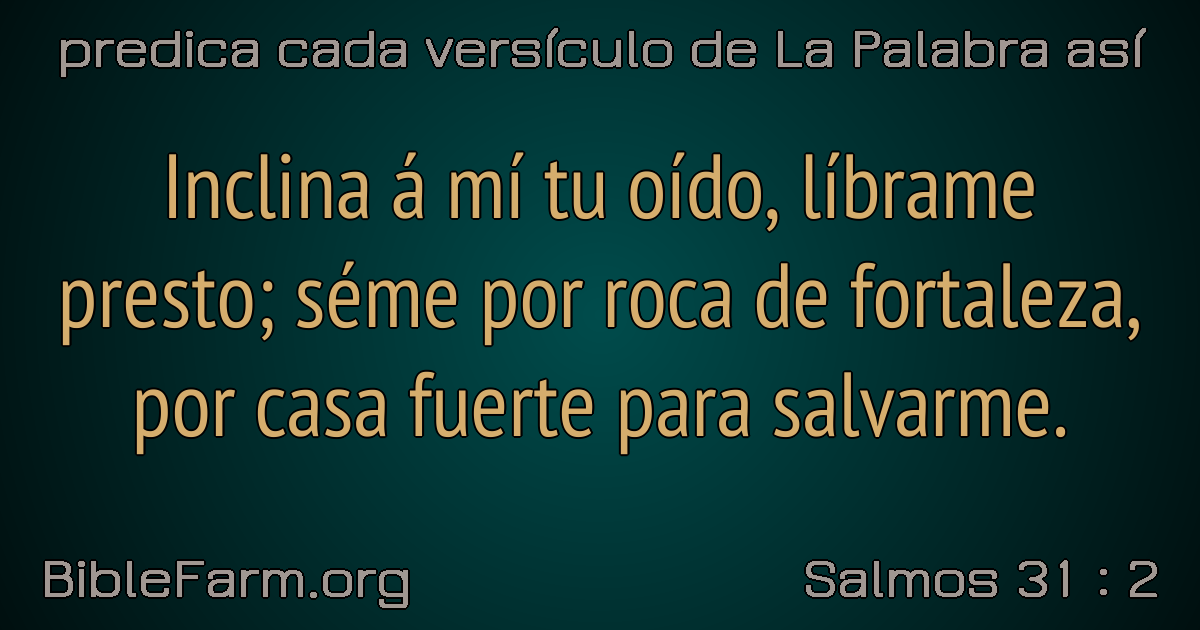 predica cada versículo de La Palabra así
Inclina á mí tu oído, líbrame
presto; séme por roca de fortaleza,
por casa fuerte para salvarme.
BibleFarm.org
Salmos 31 : 2